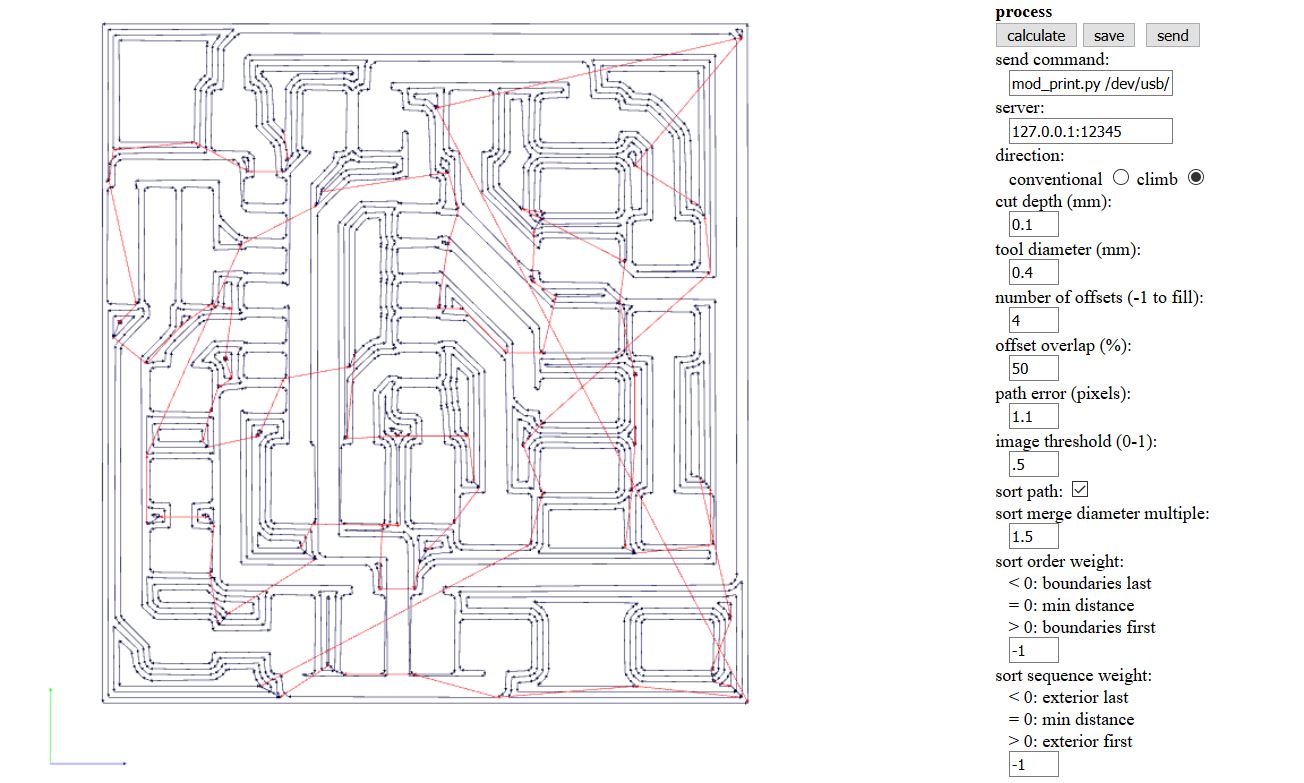 process
calculate save send
send command:
mod_print.py /dev/usb/
server:
127.0.0.1:12345
direction:
conventional climb
cut depth (mm):
0.1
tool diameter (mm):
0.4
number of offsets (-1 to fill):
4
offset overlap (%):
50
path error (pixels):
1.1
image threshold (0-1):
.5
sort path:
sort merge diameter multiple:
1.5
sort order weight:
< 0: boundaries last
= 0: min distance
> 0: boundaries first
-1
sort sequence weight:
< 0: exterior last
= 0: min distance
> 0: exterior first
-1